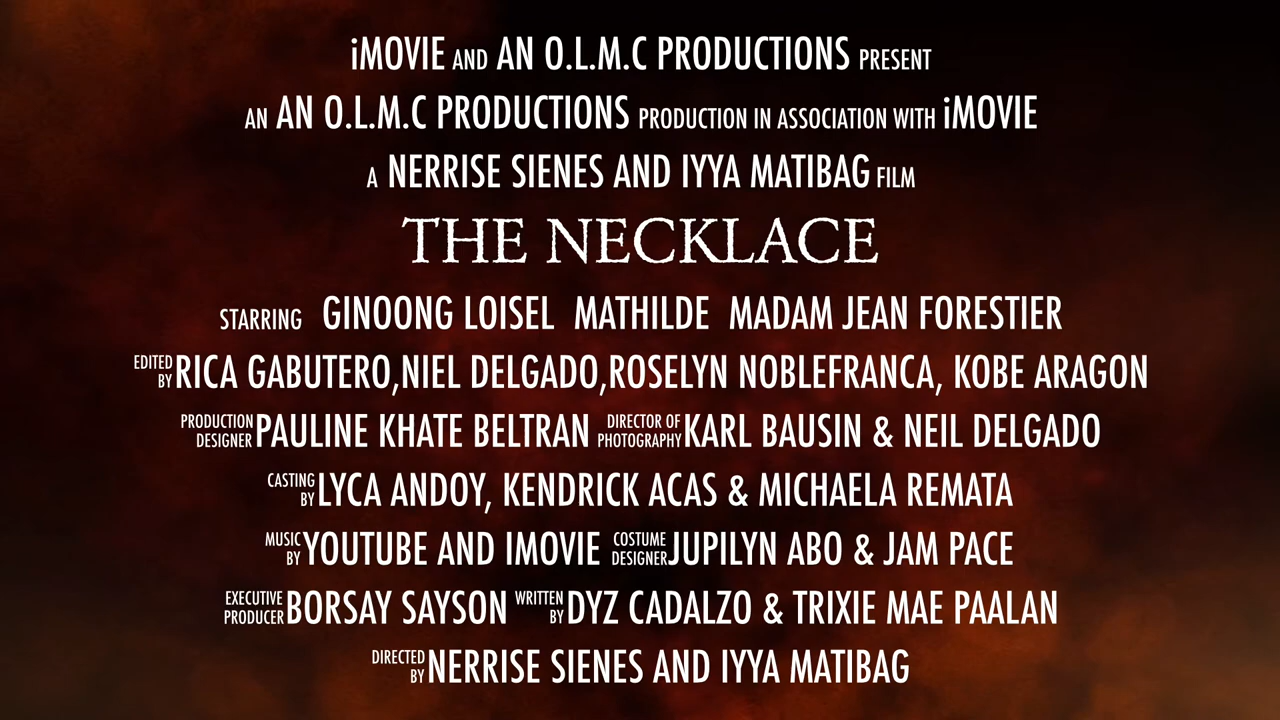 iMOVIE AND AN O.L.M.C PRODUCTIONS PRESENT
AN AN O.L.M.C PRODUCTIONS PRODUCTION IN ASSOCIATION WITH iMOVIE
A NERRISE SIENES AND IYYA MATIBAG FILM
THE NECKLACE
STARRING GINOONG LOISEL MATHILDE MADAM JEAN FORESTIER
EDITED BY RICA GABUTERO,NIEL DELGADO,ROSELYN NOBLEFRANCA, KOBE ARAGON
PRODUCTION DESIGNER PAULINE KHATE BELTRAN DIRECTOR OF PHOTOGRAPHY KARL BAUSIN & NEIL DELGADO
CASTING BY LYCA ANDOY, KENDRICK ACAS & MICHAELA REMATA
MUSIC BY YOUTUBE AND IMOVIE COSTUME DESIGNER JUPILYN ABO & JAM PACE
EXECUTIVE PRODUCER BORSAY SAYSON WRITTEN BY DYZ CADALZO & TRIXIE MAE PAALAN
DIRECTED BY NERRISE SIENES AND IYYA MATIBAG